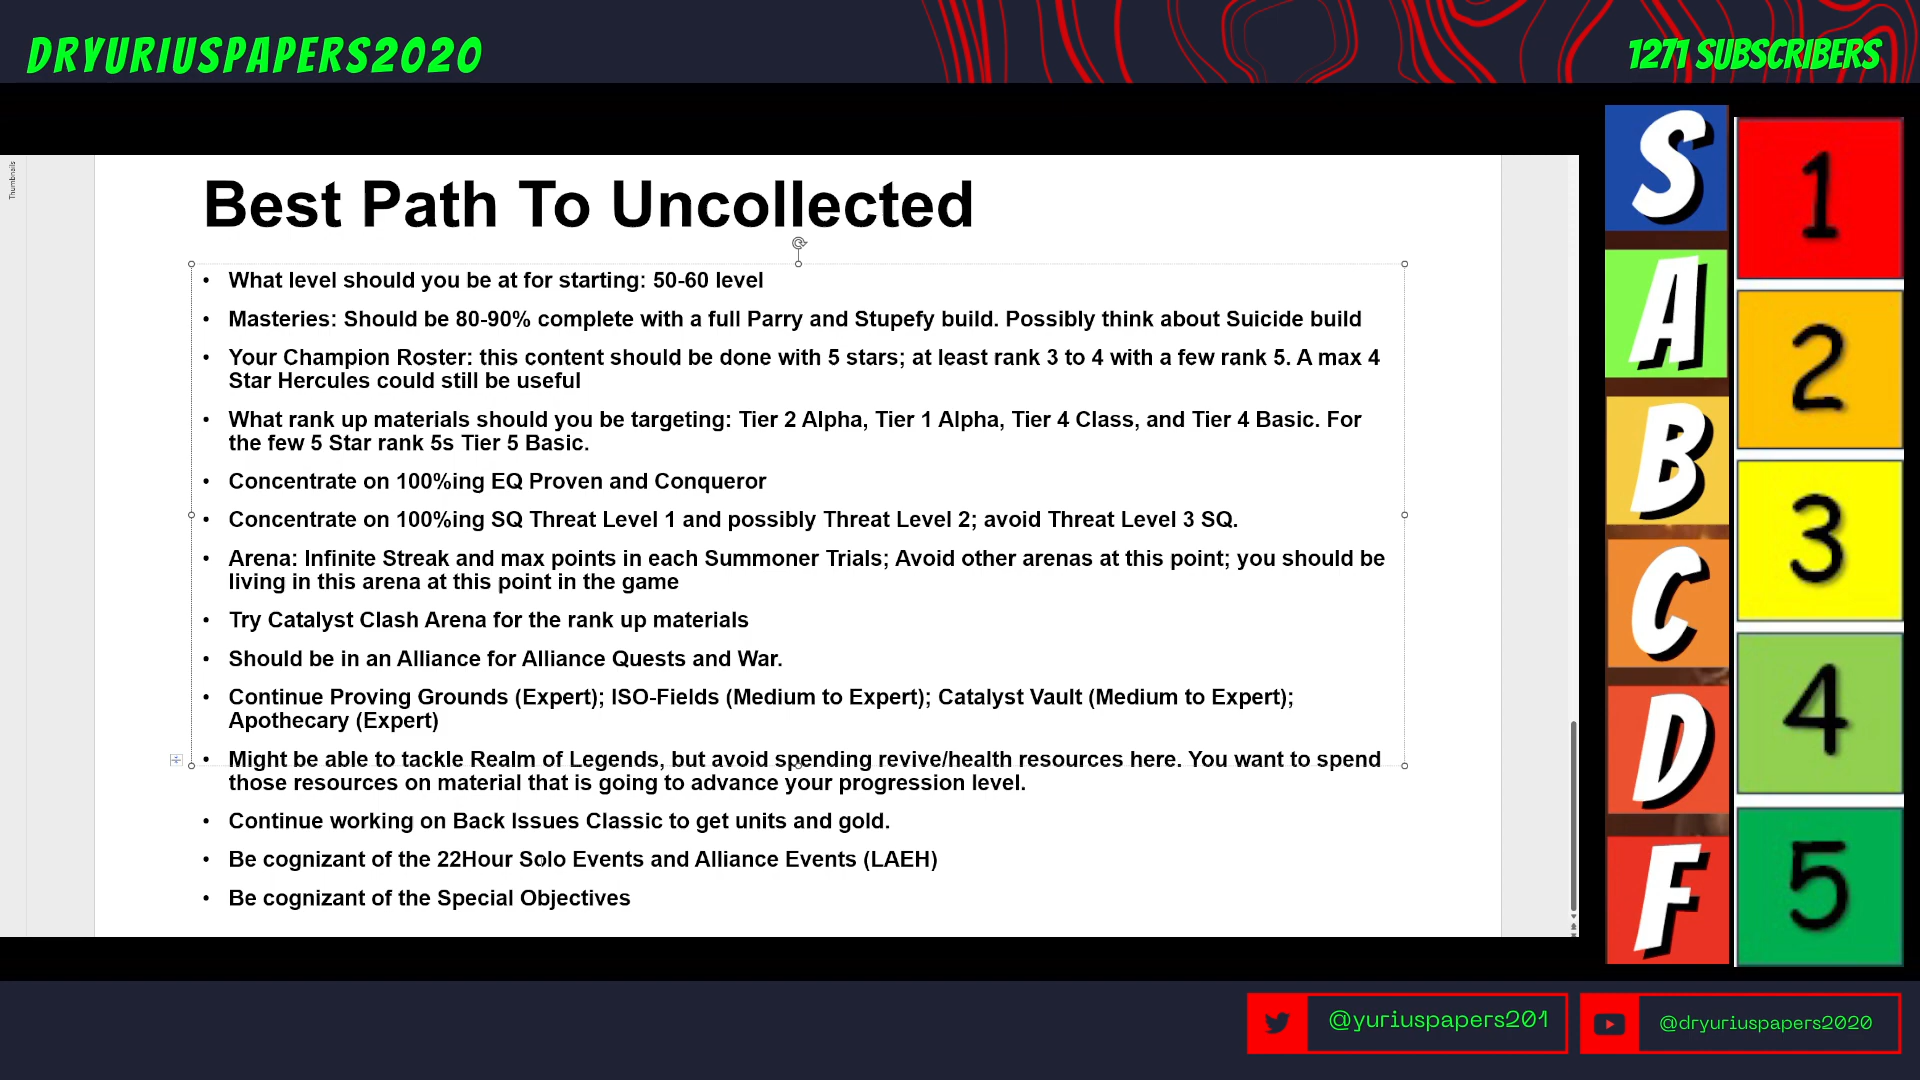 DRYURIUSPAPERS2020
1271 SUBSCRIBERS
Thumbnails
Best Path To Uncollected
• What level should you be at for starting: 50-60 level
• Masteries: Should be 80-90% complete with a full Parry and Stupefy build. Possibly think about Suicide build
• Your Champion Roster: this content should be done with 5 stars; at least rank 3 to 4 with a few rank 5. A max 4
Star Hercules could still be useful
• What rank up materials should you be targeting: Tier 2 Alpha, Tier 1 Alpha, Tier 4 Class, and Tier 4 Basic. For
the few 5 Star rank 5s Tier 5 Basic.
• Concentrate on 100%ing EQ Proven and Conqueror
• Concentrate on 100%ing SQ Threat Level 1 and possibly Threat Level 2; avoid Threat Level 3 SQ.
• Arena: Infinite Streak and max points in each Summoner Trials; Avoid other arenas at this point; you should be
living in this arena at this point in the game
• Try Catalyst Clash Arena for the rank up materials
• Should be in an Alliance for Alliance Quests and War.
• Continue Proving Grounds (Expert); ISO-Fields (Medium to Expert); Catalyst Vault (Medium to Expert);
Apothecary (Expert)
• Might be able to tackle Realm of Legends, but avoid spending revive/health resources here. You want to spend
those resources on material that is going to advance your progression level.
• Continue working on Back Issues Classic to get units and gold.
• Be cognizant of the 22Hour Solo Events and Alliance Events (LAEH)
• Be cognizant of the Special Objectives
S
A
B
C
D
F
1
2
3
4
5
@yuriuspapers201
@dryuriuspapers2020